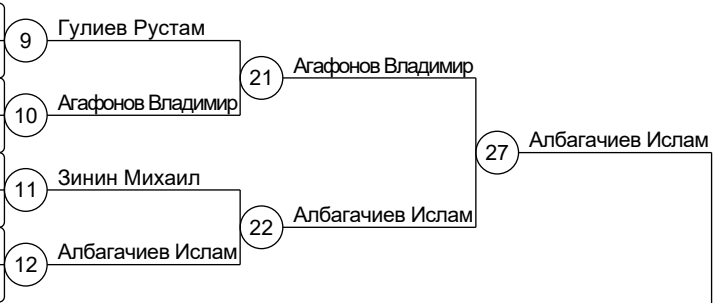 9 Гулиев Рустам
21 Агафонов Владимир
10 Агафонов Владимир
27 Албагачиев Ислам
11 Зинин Михаил
22 Албагачиев Ислам
12 Албагачиев Ислам